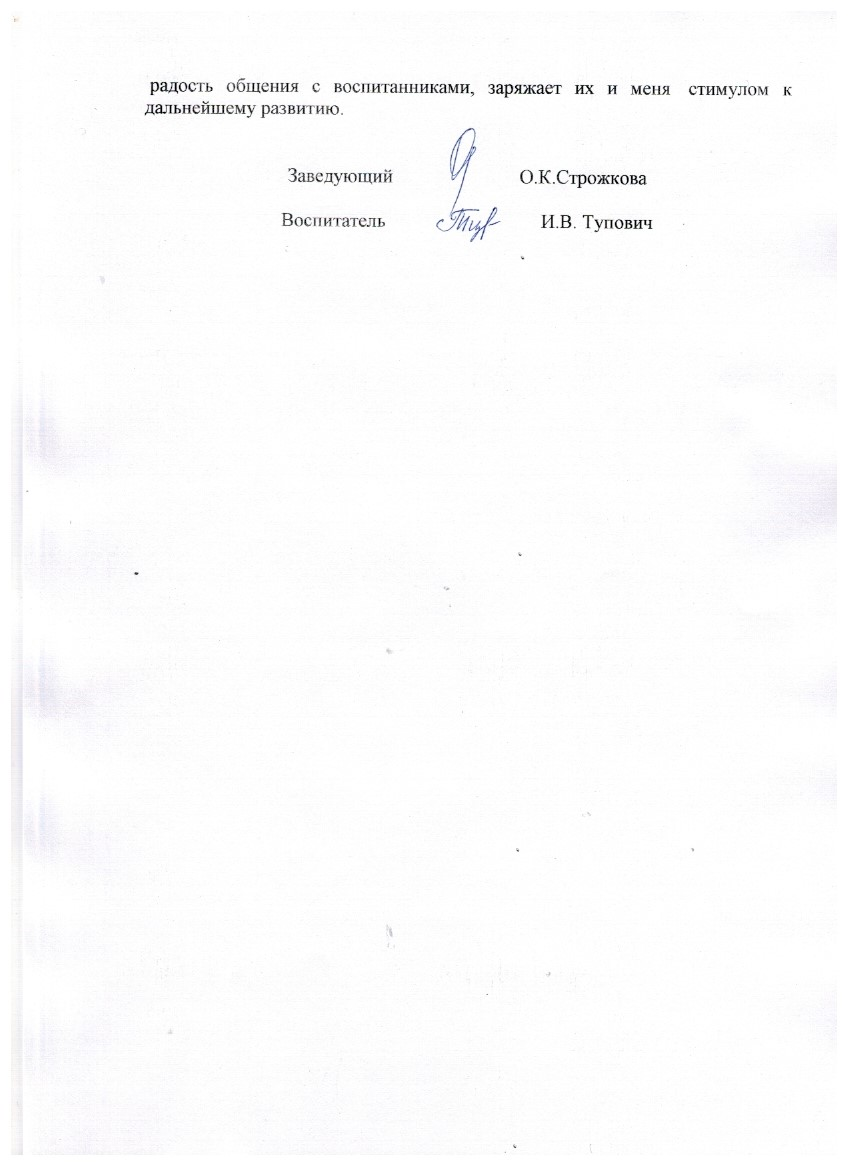 радость общения с воспитанниками, заряжает их и меня стимулом к
дальнейшему развитию.
Заведующий О.К.Строжкова
Воспитатель И.В. Тупович